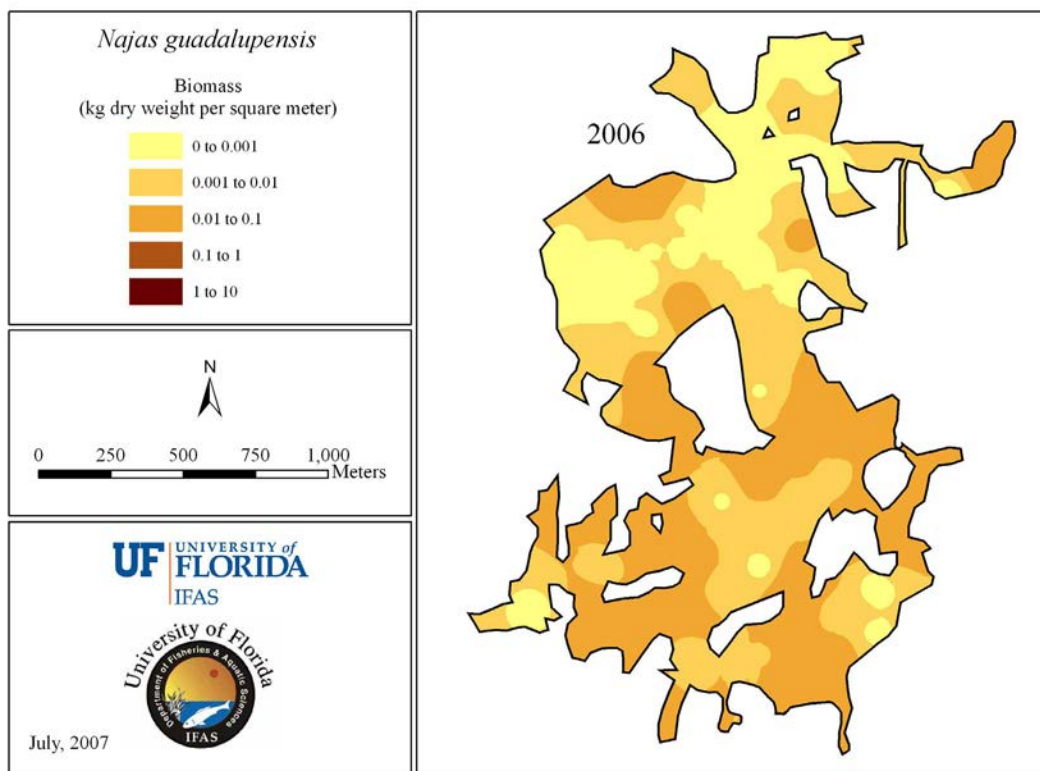 Najas guadalupensis
Biomass
(kg dry weight per square meter)
0 to 0.001
0.001 to 0.01
0.01 to 0.1
0.1 to 1
1 to 10
N
0 250 500 750 1,000
Meters
UF UNIVERSITY of
FLORIDA
IFAS
University of Florida
Department of Fisheries & Aquatic Sciences
IFAS
July, 2007
2006